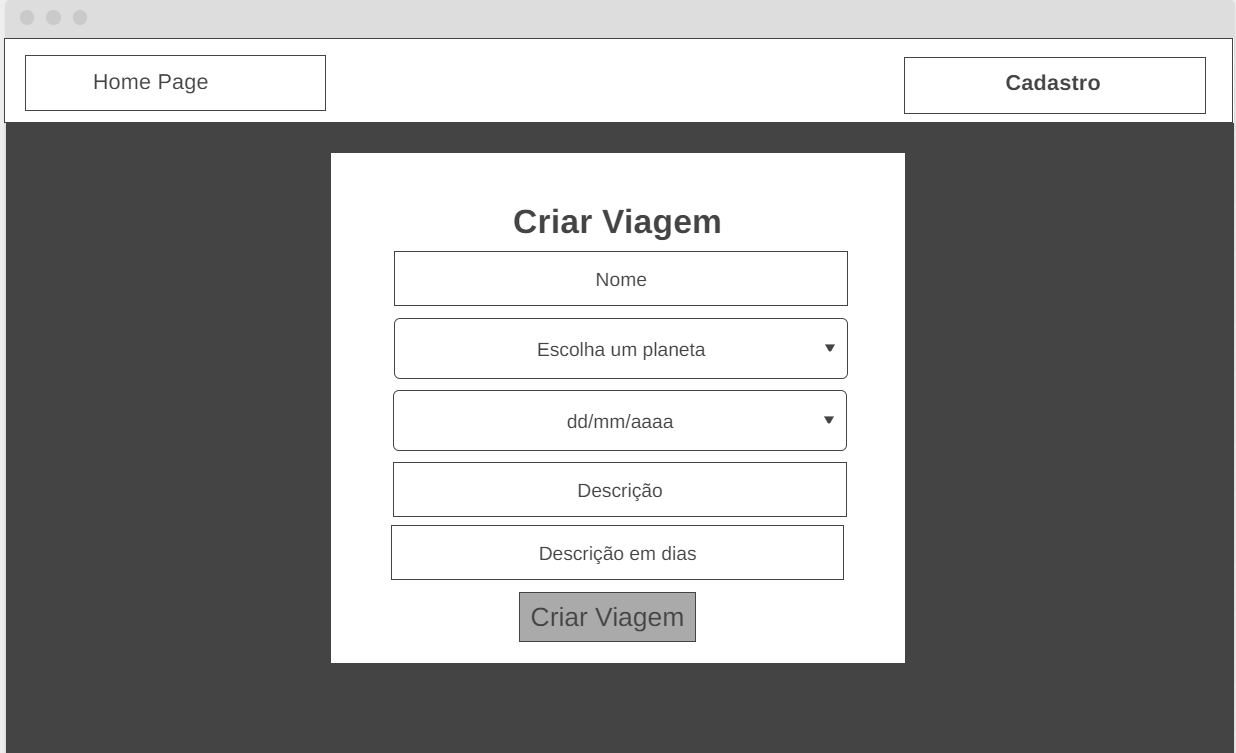 Home Page
Cadastro
Criar Viagem
Nome
Escolha um planeta
dd/mm/aaaa
Descrição
Descrição em dias
Criar Viagem